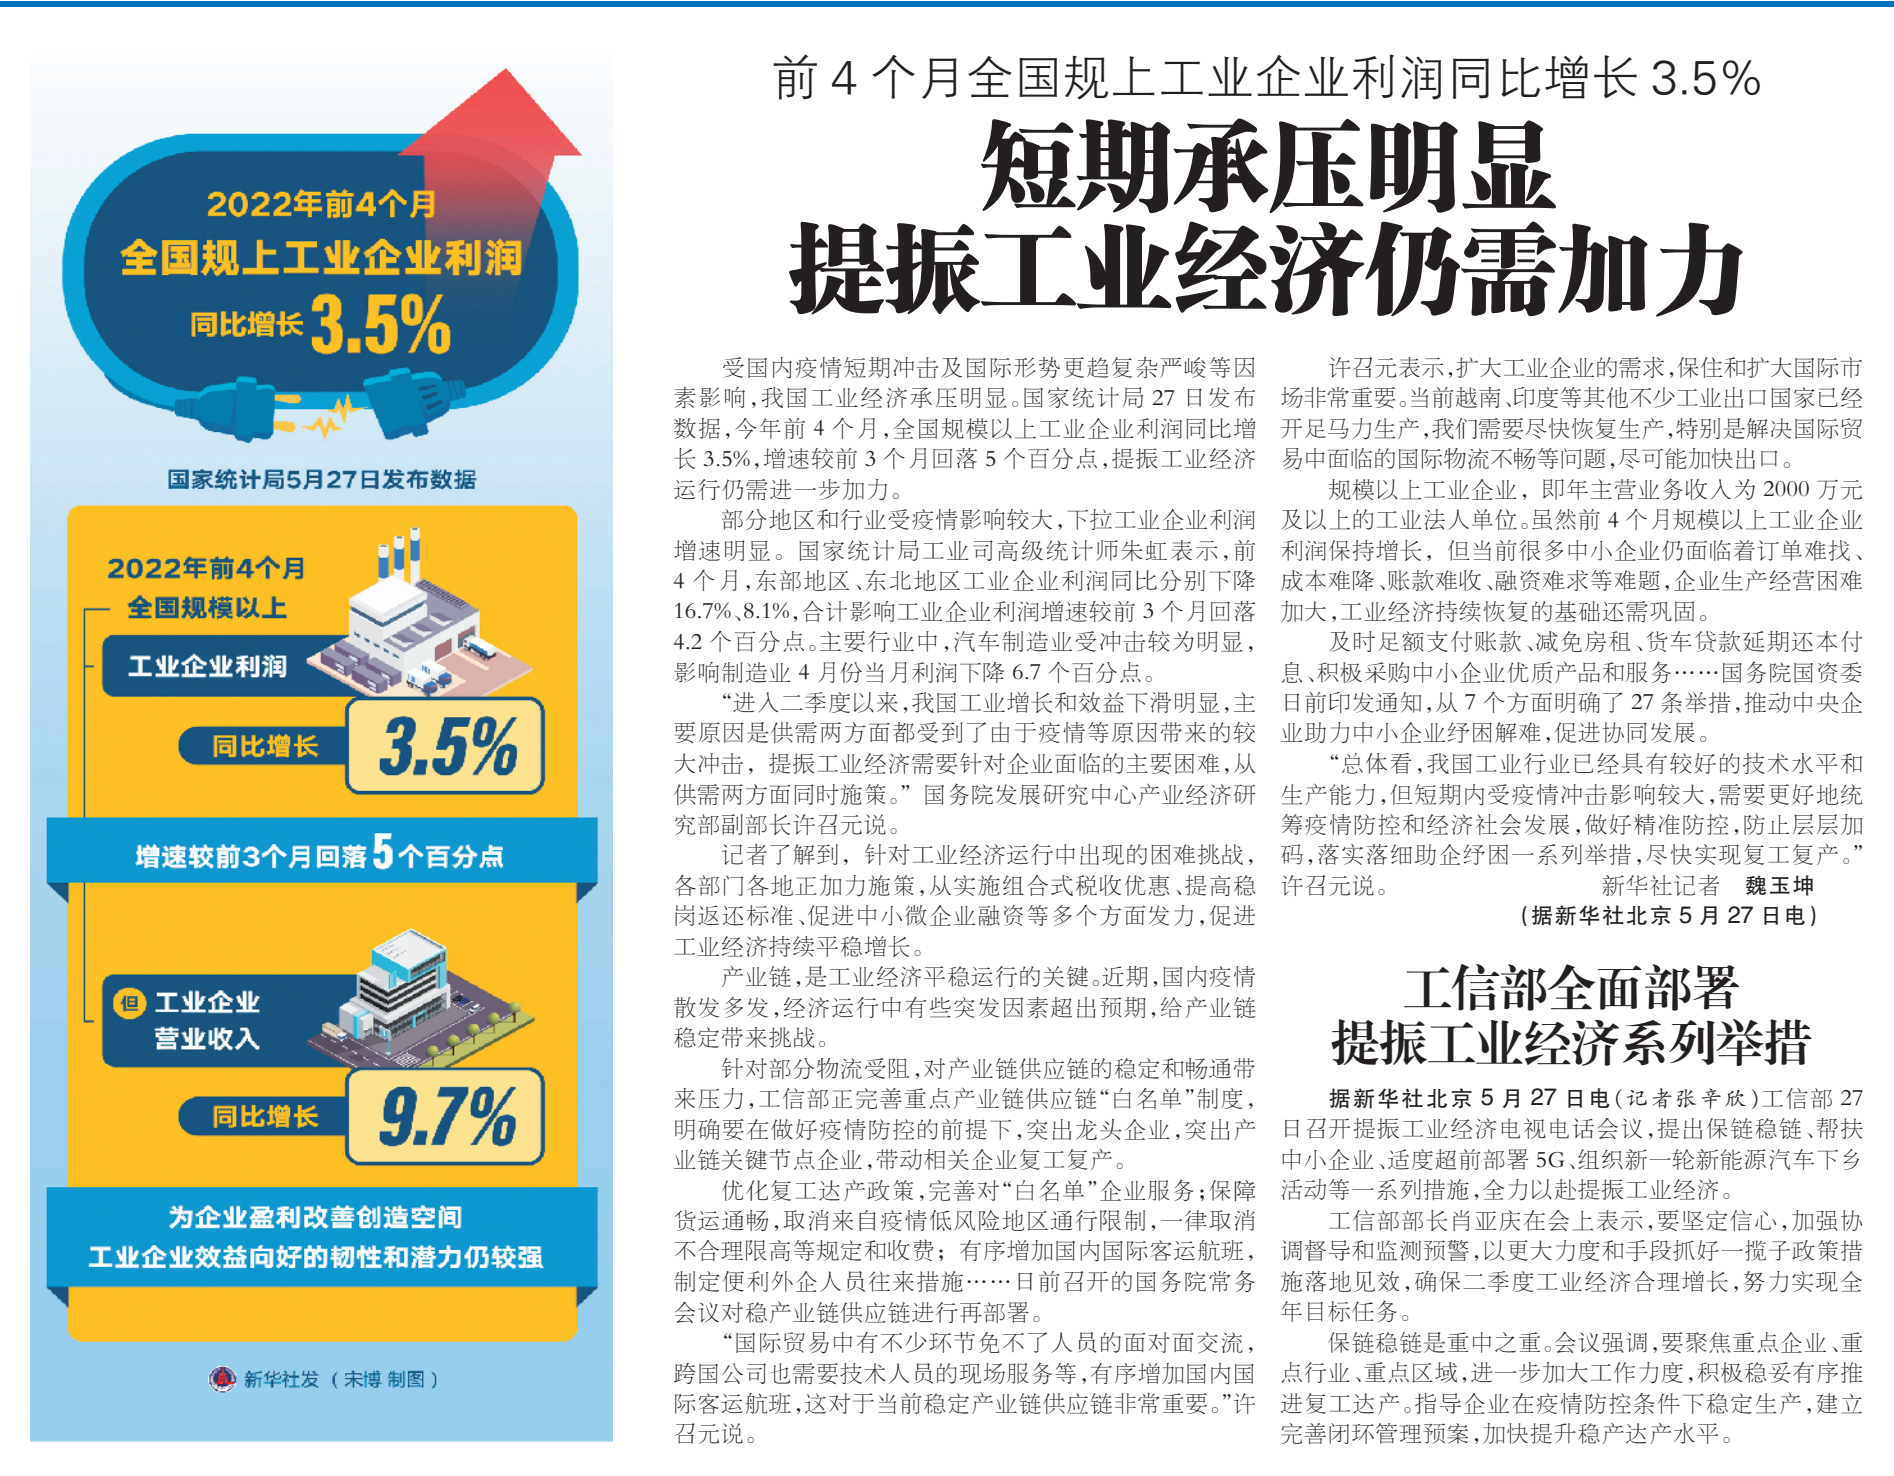 2022年前4个月
全国规上工业企业利润
同比增长3.5%
国家统计局5月27日发布数据
2022年前4个月
全国规模以上
工业企业利润
同比增长
3.5%
增速较前3个月回落5个百分点
但 工业企业
营业收入
同比增长
9.7%
为企业盈利改善创造空间
工业企业效益向好的韧性和潜力仍较强
新华社发（宋博 制图）
前4个月全国规上工业企业利润同比增长3.5%
短期承压明显
提振工业经济仍需加力
受国内疫情短期冲击及国际形势更趋复杂严峻等因
素影响，我国工业经济承压明显。国家统计局27日发布
数据，今年前4个月，全国规模以上工业企业利润同比增
长3.5%，增速较前3个月回落5个百分点，提振工业经济
运行仍需进一步加力。
部分地区和行业受疫情影响较大，下拉工业企业利润
增速明显。国家统计局工业司高级统计师朱虹表示，前
4个月，东部地区、东北地区工业企业利润同比分别下降
16.7%、8.1%，合计影响工业企业利润增速较前3个月回落
4.2个百分点。主要行业中，汽车制造业受冲击较为明显，
影响制造业4月份当月利润下降6.7个百分点。
“进入二季度以来，我国工业增长和效益下滑明显，主
要原因是供需两方面都受到了由于疫情等原因带来的较
大冲击，提振工业经济需要针对企业面临的主要困难，从
供需两方面同时施策。”国务院发展研究中心产业经济研
究部副部长许召元说。
记者了解到，针对工业经济运行中出现的困难挑战，
各部门各地正加力施策，从实施组合式税收优惠、提高稳
岗返还标准、促进中小微企业融资等多个方面发力，促进
工业经济持续平稳增长。
产业链，是工业经济平稳运行的关键。近期，国内疫情
散发多发，经济运行中有些突发因素超出预期，给产业链
稳定带来挑战。
针对部分物流受阻，对产业链供应链的稳定和畅通带
来压力，工信部正完善重点产业链供应链“白名单”制度，
明确要在做好疫情防控的前提下，突出龙头企业，突出产
业链关键节点企业，带动相关企业复工复产。
优化复工达产政策，完善对“白名单”企业服务；保障
货运通畅，取消来自疫情低风险地区通行限制，一律取消
不合理限高等规定和收费；有序增加国内国际客运航班，
制定便利外企人员往来措施……日前召开的国务院常务
会议对稳产业链供应链进行再部署。
“国际贸易中有不少环节免不了人员的面对面交流，
跨国公司也需要技术人员的现场服务等，有序增加国内国
际客运航班，这对于当前稳定产业链供应链非常重要。”许
召元说。
许召元表示，扩大工业企业的需求，保住和扩大国际市
场非常重要。当前越南、印度等其他不少工业出口国家已经
开足马力生产，我们需要尽快恢复生产，特别是解决国际贸
易中面临的国际物流不畅等问题，尽可能加快出口。
规模以上工业企业，即年主营业务收入为2000万元
及以上的工业法人单位。虽然前4个月规模以上工业企业
利润保持增长，但当前很多中小企业仍面临着订单难找、
成本难降、账款难收、融资难求等难题，企业生产经营困难
加大，工业经济持续恢复的基础还需巩固。
及时足额支付账款、减免房租、货车贷款延期还本付
息、积极采购中小企业优质产品和服务……国务院国资委
日前印发通知，从7个方面明确了27条举措，推动中央企
业助力中小企业纾困解难，促进协同发展。
“总体看，我国工业行业已经具有较好的技术水平和
生产能力，但短期内受疫情冲击影响较大，需要更好地统
筹疫情防控和经济社会发展，做好精准防控，防止层层加
码，落实落细助企纾困一系列举措，尽快实现复工复产。”
许召元说。 新华社记者 魏玉坤
（据新华社北京5月27日电）
工信部全面部署
提振工业经济系列举措
据新华社北京5月27日电（记者张辛欣）工信部27
日召开提振工业经济电视电话会议，提出保链稳链、帮扶
中小企业、适度超前部署5G、组织新一轮新能源汽车下乡
活动等一系列措施，全力以赴提振工业经济。
工信部部长肖亚庆在会上表示，要坚定信心，加强协
调督导和监测预警，以更大力度和手段抓好一揽子政策措
施落地见效，确保二季度工业经济合理增长，努力实现全
年目标任务。
保链稳链是重中之重。会议强调，要聚焦重点企业、重
点行业、重点区域，进一步加大工作力度，积极稳妥有序推
进复工达产。指导企业在疫情防控条件下稳定生产，建立
完善闭环管理预案，加快提升稳产达产水平。